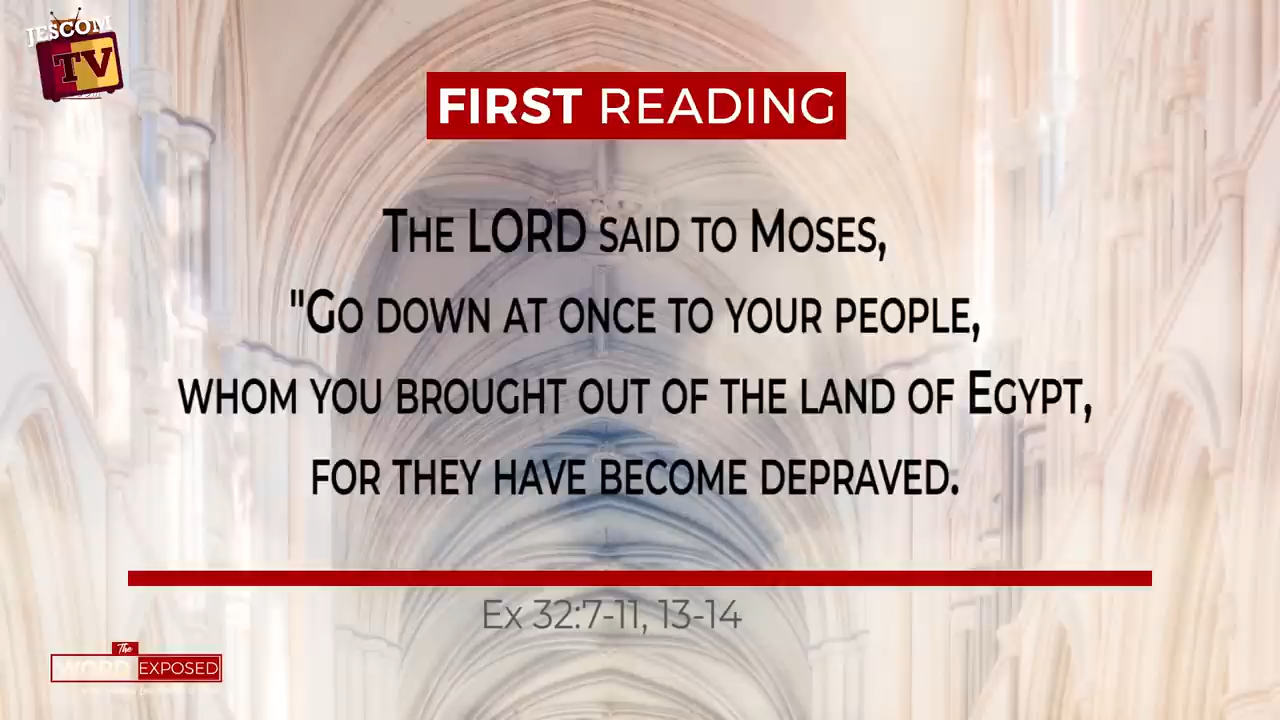 JESCOM
TV
FIRST READING
THE LORD SAID TO MOSES,
"GO DOWN AT ONCE TO YOUR PEOPLE,
WHOM YOU BROUGHT OUT OF THE LAND OF EGYPT,
FOR THEY HAVE BECOME DEPRAVED.
Ex 32:7-11, 13-14
The
WORD EXPOSED